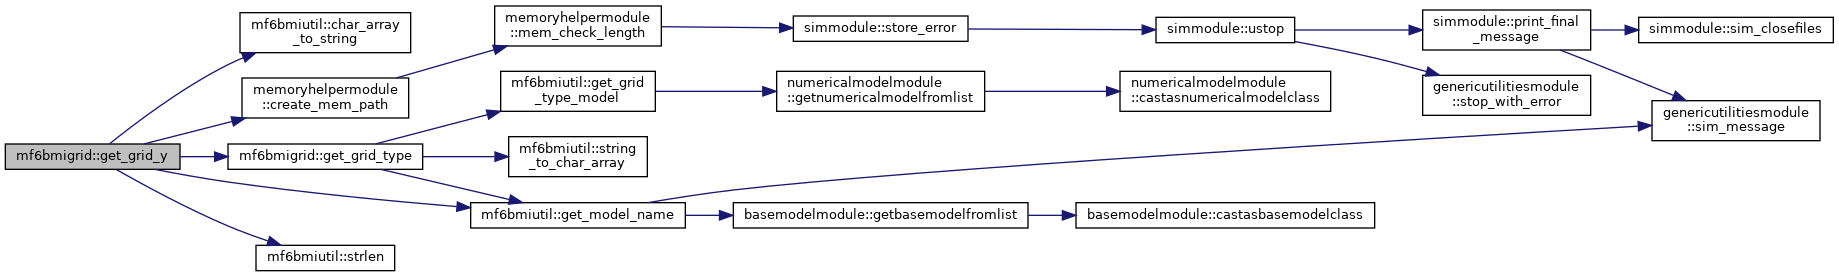 mf6bmigrid::get_grid_y
mf6bmiutil::char_array
_to_string
memoryhelpermodule
::create_mem_path
mf6bmigrid::get_grid_type
mf6bmiutil::strlen
memoryhelpermodule
::mem_check_length
mf6bmiutil::get_grid
_type_model
mf6bmiutil::string
_to_char_array
mf6bmiutil::get_model_name
simmodule::store_error
numericalmodelmodule
::getnumericalmodelfromlist
basemodelmodule::getbasemodelfromlist
simmodule::ustop
numericalmodelmodule
::castasnumericalmodelclass
basemodelmodule::castasbasemodelclass
simmodule::print_final
_message
genericutilitiesmodule
::stop_with_error
simmodule::sim_closefiles
genericutilitiesmodule
::sim_message